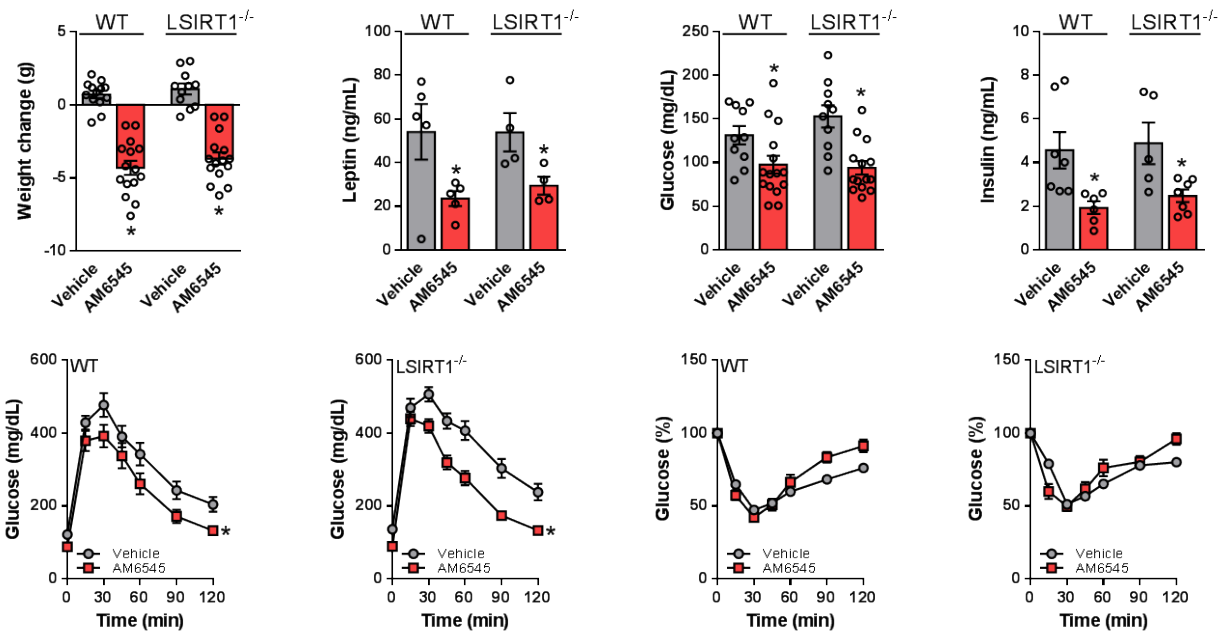 WT LSIRT1-/-
Weight change (g)
5
0
-5
-10
Vehicle
AM6545
Vehicle
AM6545
WT LSIRT1-/-
Leptin (ng/mL)
100
80
60
40
20
0
*
*
Vehicle
AM6545
Vehicle
AM6545
WT LSIRT1-/-
Glucose (mg/dL)
250
200
150
100
50
0
*
*
Vehicle
AM6545
Vehicle
AM6545
WT LSIRT1-/-
Insulin (ng/mL)
10
8
6
4
2
0
*
*
Vehicle
AM6545
Vehicle
AM6545
WT
Glucose (mg/dL)
600
400
200
0
*
Vehicle
AM6545
0 30 60 90 120
Time (min)
LSIRT1-/-
Glucose (mg/dL)
600
400
200
0
*
Vehicle
AM6545
0 30 60 90 120
Time (min)
WT
Glucose (%)
150
100
50
0
Vehicle
AM6545
0 30 60 90 120
Time (min)
LSIRT1-/-
Glucose (%)
150
100
50
0
Vehicle
AM6545
0 30 60 90 120
Time (min)